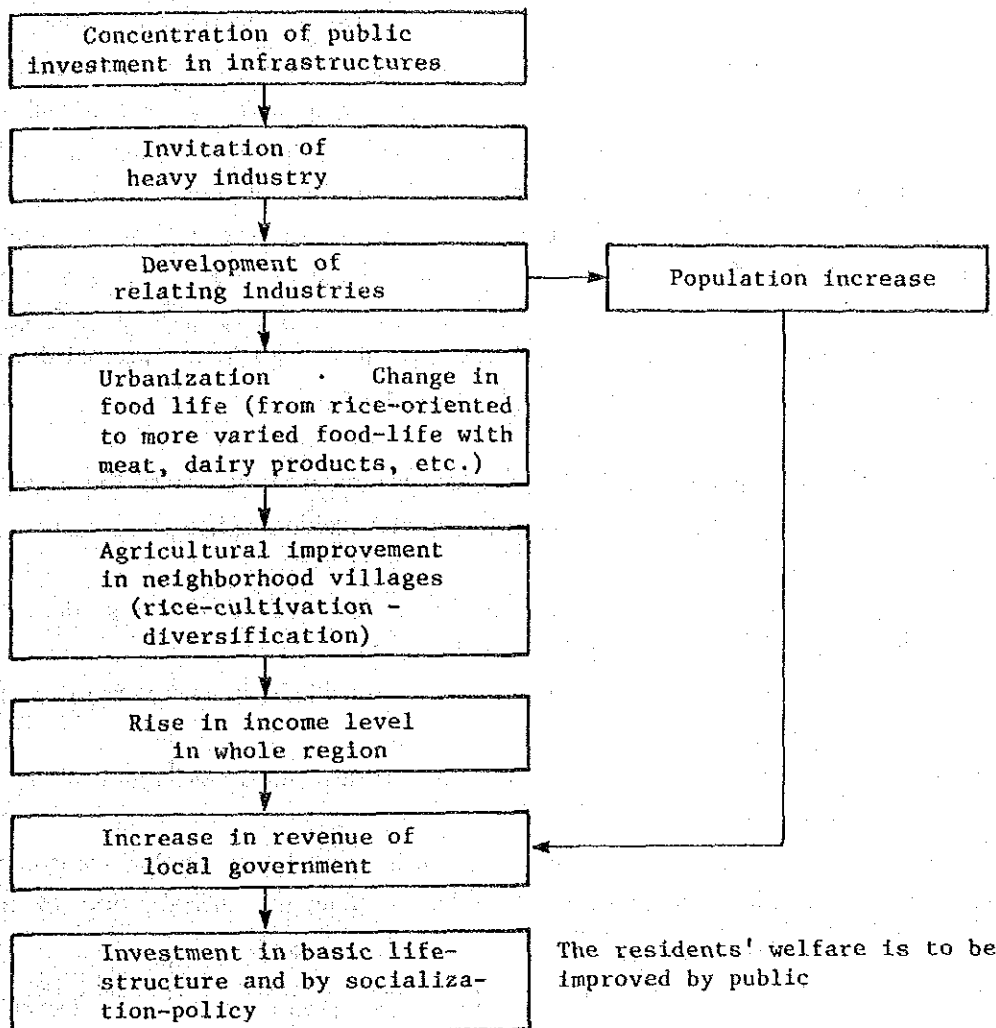 Concentration of public
investment in infrastructures
Invitation of
heavy industry
Development of
relating industries
Population increase
Urbanization · Change in
food life (from rice-oriented
to more varied food-life with
meat, dairy products, etc.)
Agricultural improvement
in neighborhood villages
(rice-cultivation -
diversification)
Rise in income level
in whole region
Increase in revenue of
local government
Investment in basic life-
structure and by socializa-
tion-policy
The residents' welfare is to be
improved by public